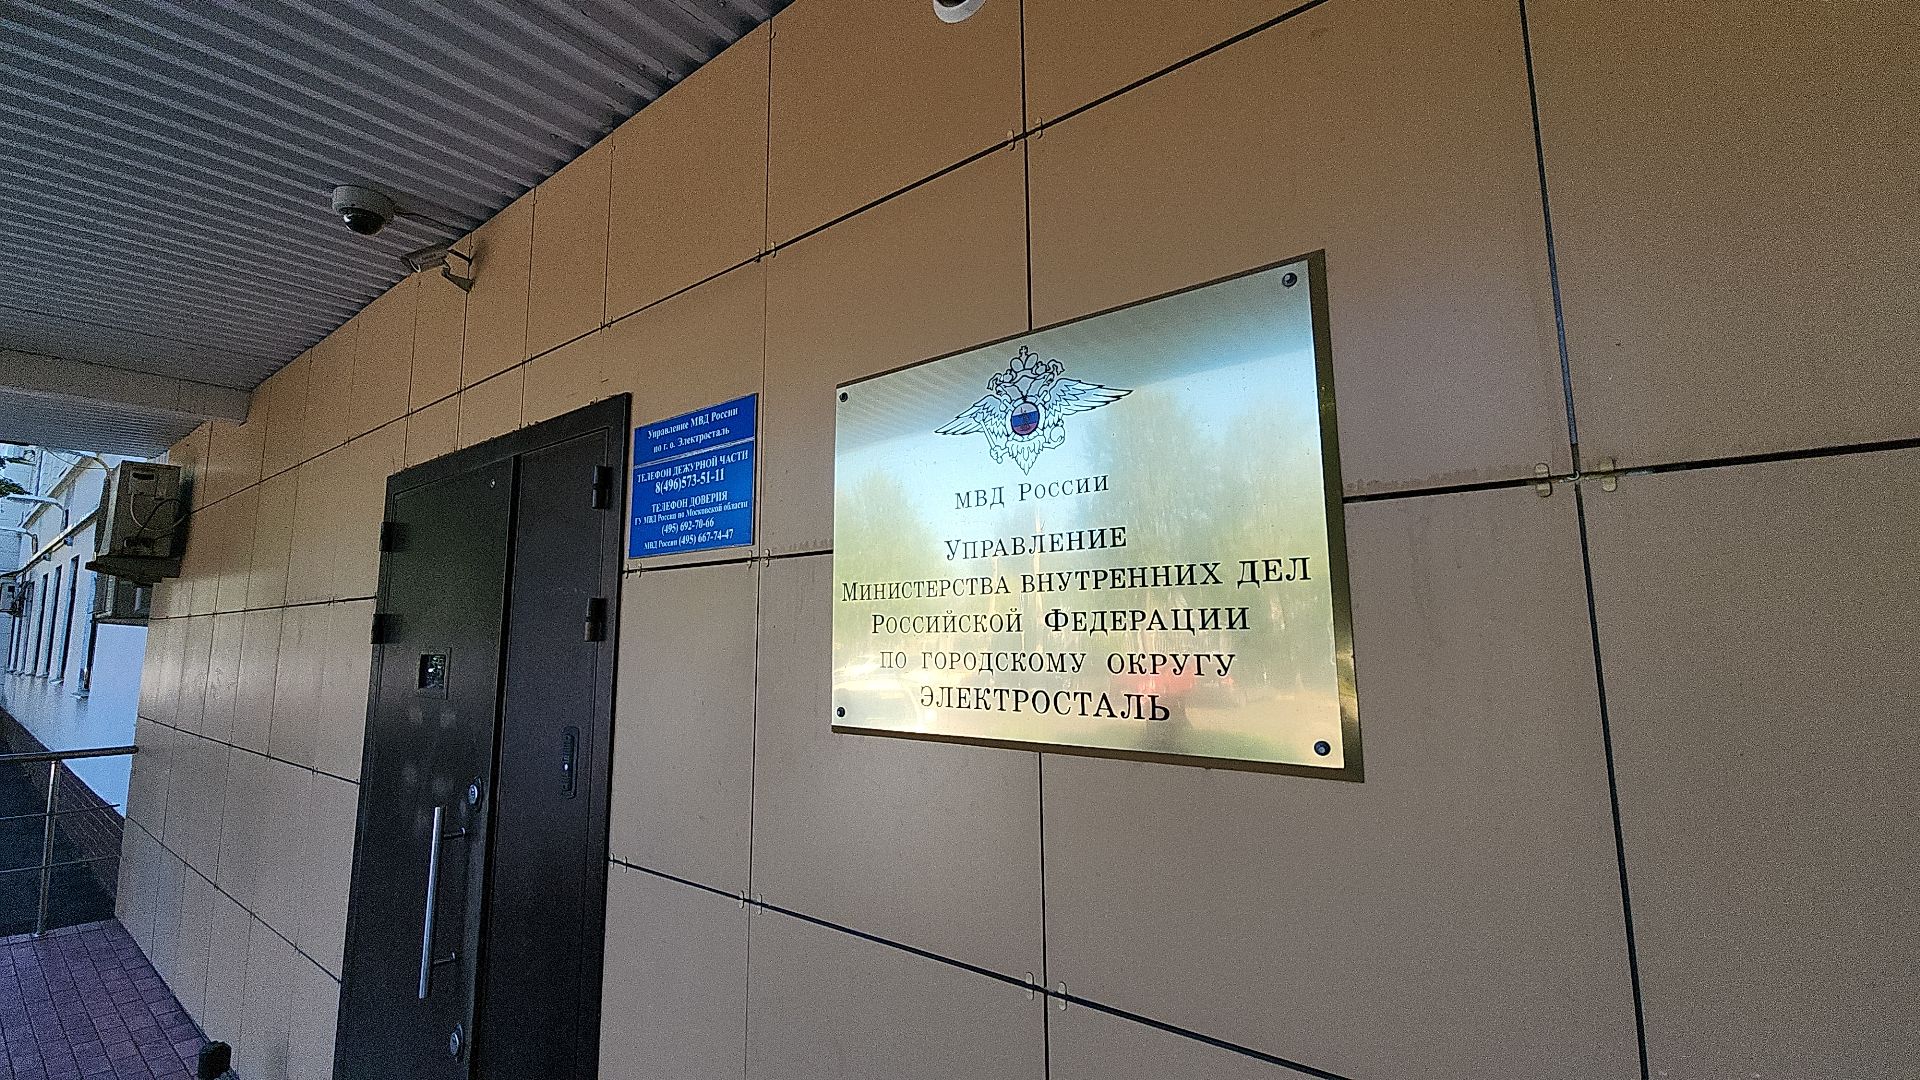 Управление МВД России
по г. о. Электросталь
ТЕЛЕФОН ДЕЖУРНОЙ ЧАСТИ
8(496)573-51-11
ТЕЛЕФОН ДОВЕРИЯ
ГУ МВД России по Московской области
(495) 692-70-66
МВД России (495) 667-74-47
МВД России
Управление
Министерства внутренних дел
Российской Федерации
по городскому округу
Электросталь